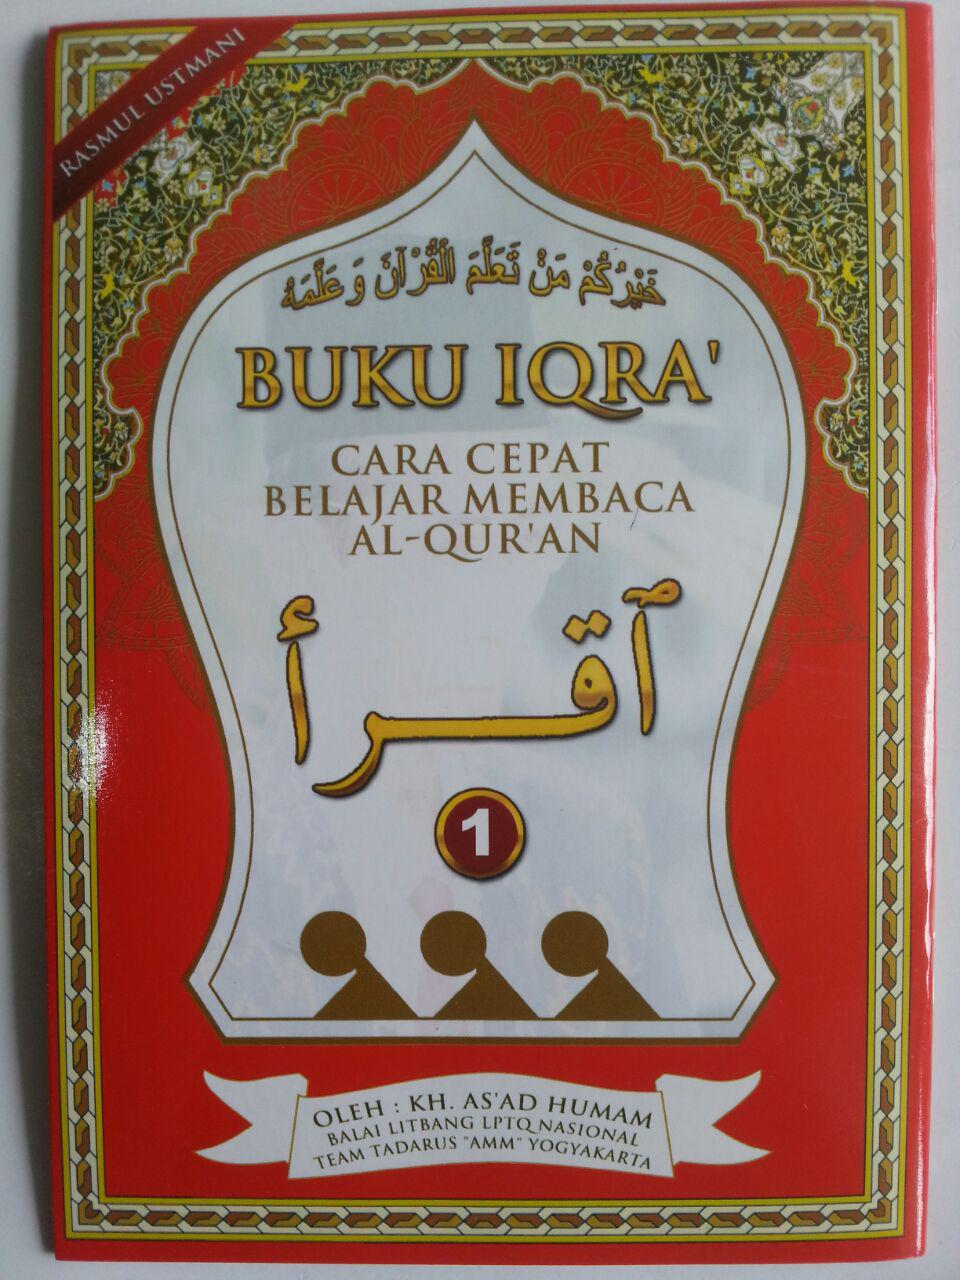 RASMUL USTMANI
خَيْرُكُمْ مَنْ تَعَلَّمَ الْقُرْآنَ وَ عَلَّمَهُ
BUKU IQRA'
CARA CEPAT
BELAJAR MEMBACA
AL-QUR'AN
ٱقرأ
1
OLEH : KH. AS'AD HUMAM
BALAI LITBANG LPTQ NASIONAL
TEAM TADARUS "AMM" YOGYAKARTA